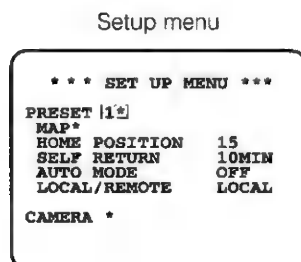 Setup menu
* * * SET UP MENU ***
PRESET 1*
MAP*
HOME POSITION 15
SELF RETURN 10MIN
AUTO MODE OFF
LOCAL/REMOTE LOCAL
CAMERA *